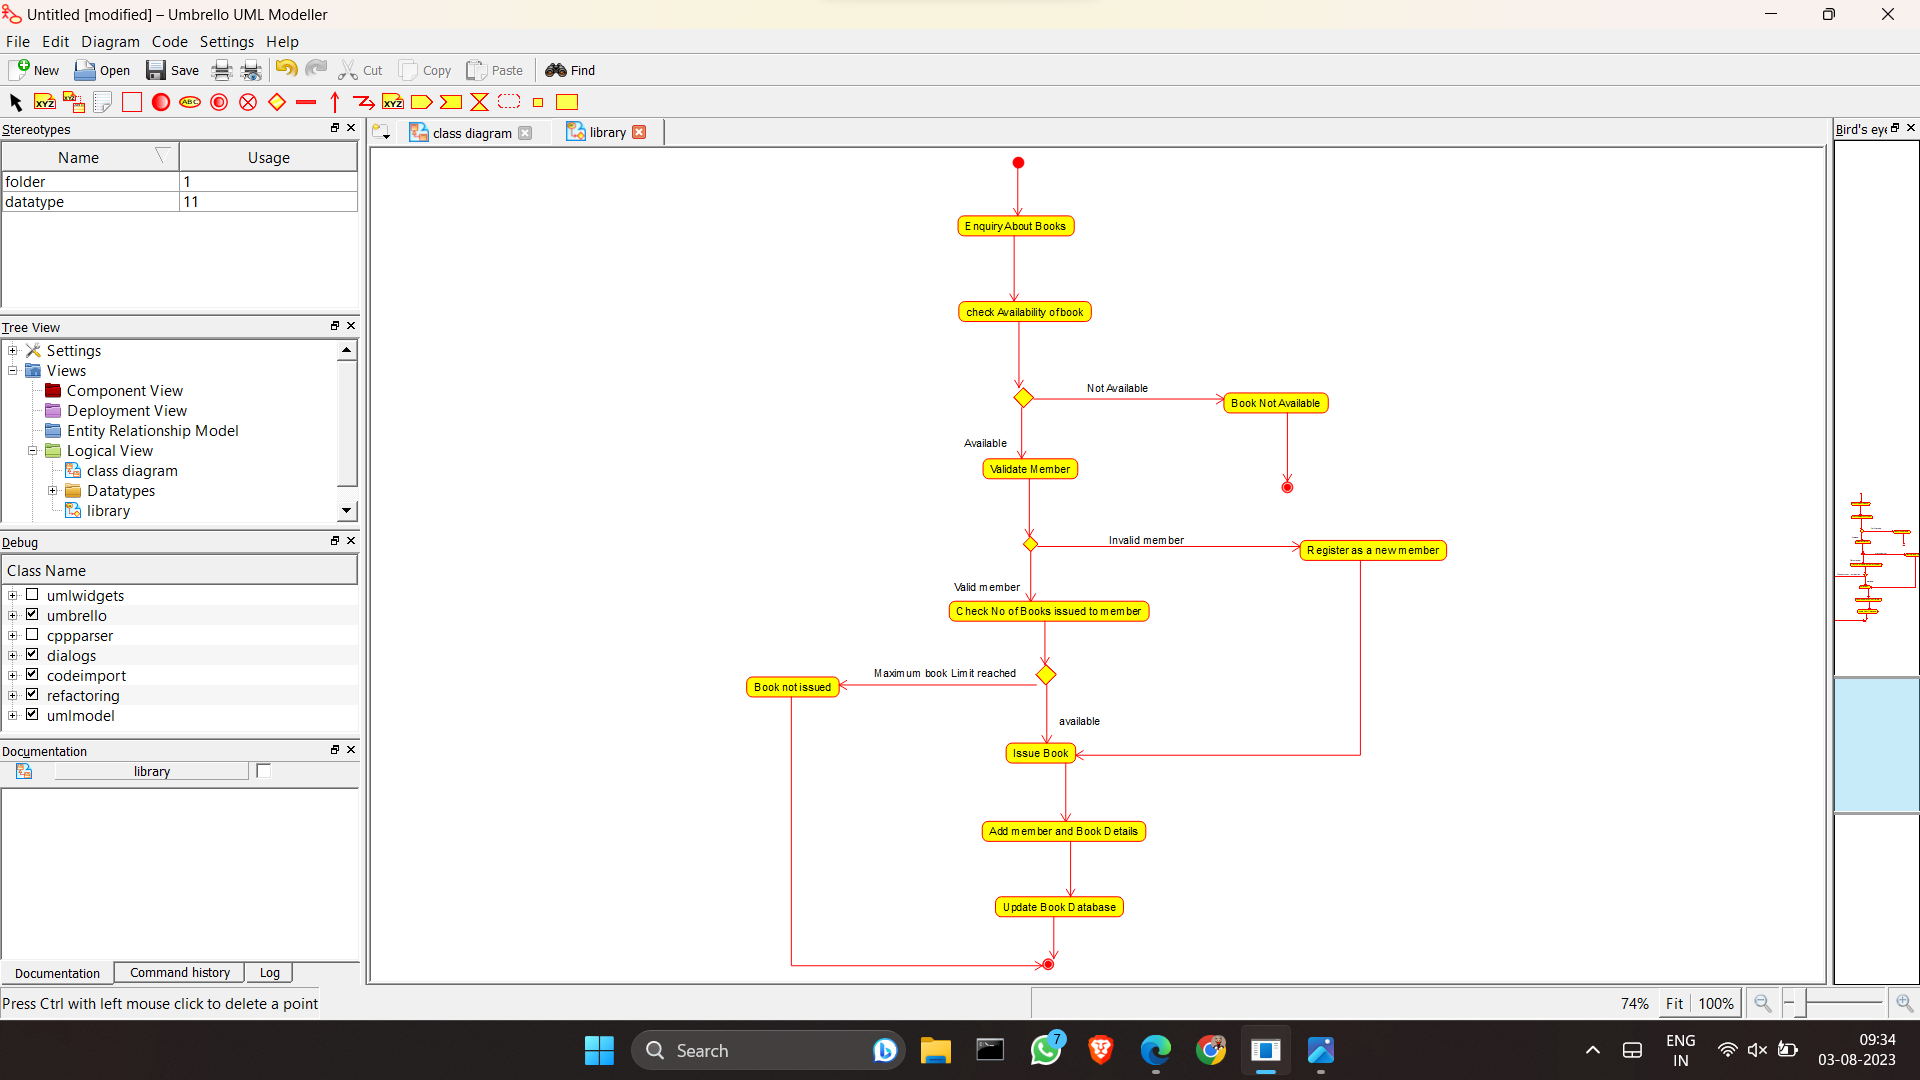 Untitled [modified] – Umbrello UML Modeller
File Edit Diagram Code Settings Help
New Open Save Cut Copy Paste Find
XYZ XYZ ABC XYZ
Stereotypes
Name Usage
folder 1
datatype 11
Tree View
Settings
Views
Component View
Deployment View
Entity Relationship Model
Logical View
class diagram
Datatypes
library
Debug
Class Name
umlwidgets
umbrello
cppparser
dialogs
codeimport
refactoring
umlmodel
Documentation
library
Documentation Command history Log
Press Ctrl with left mouse click to delete a point
class diagram library
Enquiry About Books
check Availability of book
Not Available
Book Not Available
Available
Validate Member
Invalid member
Register as a new member
Valid member
Check No of Books issued to member
Maximum book Limit reached
Book not issued
available
Issue Book
Add member and Book Details
Update Book Database
Bird's eye
74% Fit 100%
Search
7
ENG
IN
09:34
03-08-2023